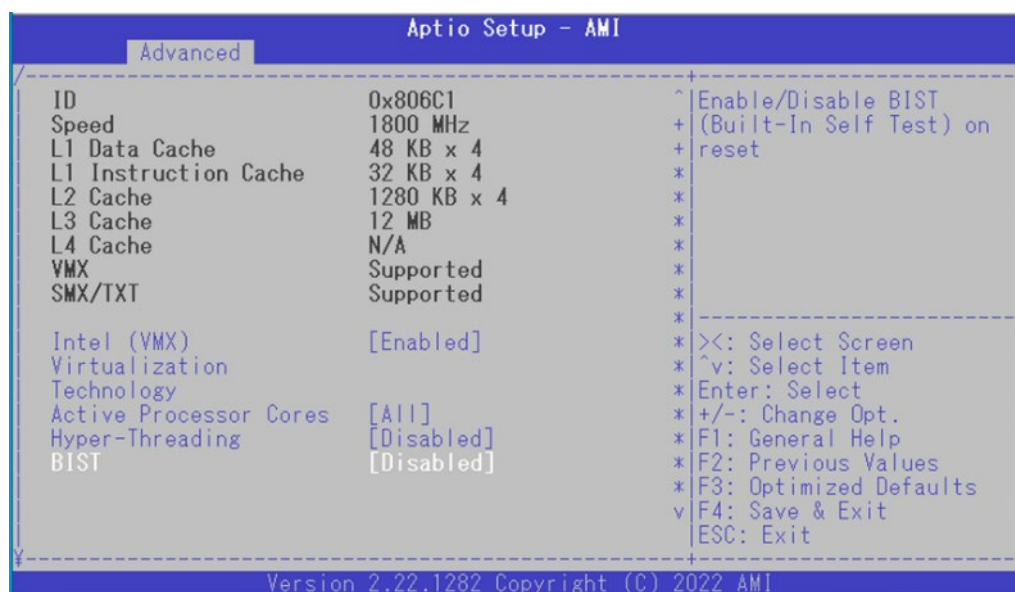 Aptio Setup - AMI
Advanced
ID 0x806C1
Speed 1800 MHz
L1 Data Cache 48 KB x 4
L1 Instruction Cache 32 KB x 4
L2 Cache 1280 KB x 4
L3 Cache 12 MB
L4 Cache N/A
VMX Supported
SMX/TXT Supported
Intel (VMX) [Enabled]
Virtualization
Technology
Active Processor Cores [All]
Hyper-Threading [Disabled]
BIST [Disabled]
Enable/Disable BIST
(Built-In Self Test) on
reset
><: Select Screen
^v: Select Item
Enter: Select
+/-: Change Opt.
F1: General Help
F2: Previous Values
F3: Optimized Defaults
F4: Save & Exit
ESC: Exit
Version 2.22.1282 Copyright (C) 2022 AMI